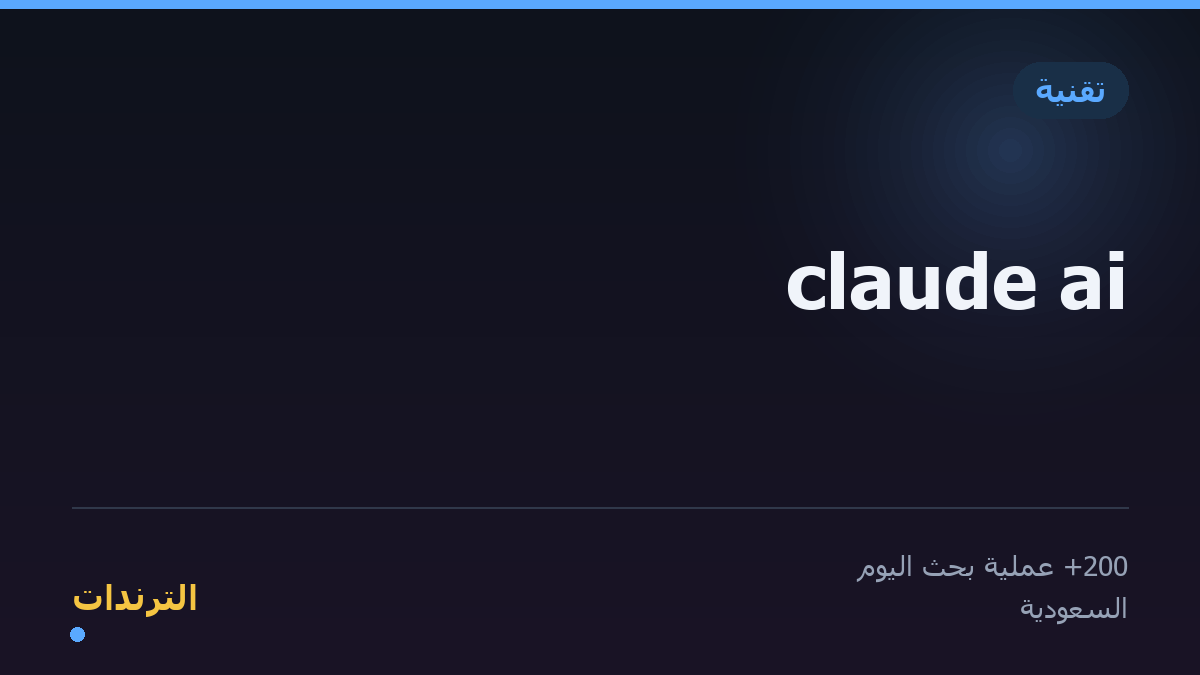 تقنية
claude ai
200+ عملية بحث اليوم
السعودية
الترندات